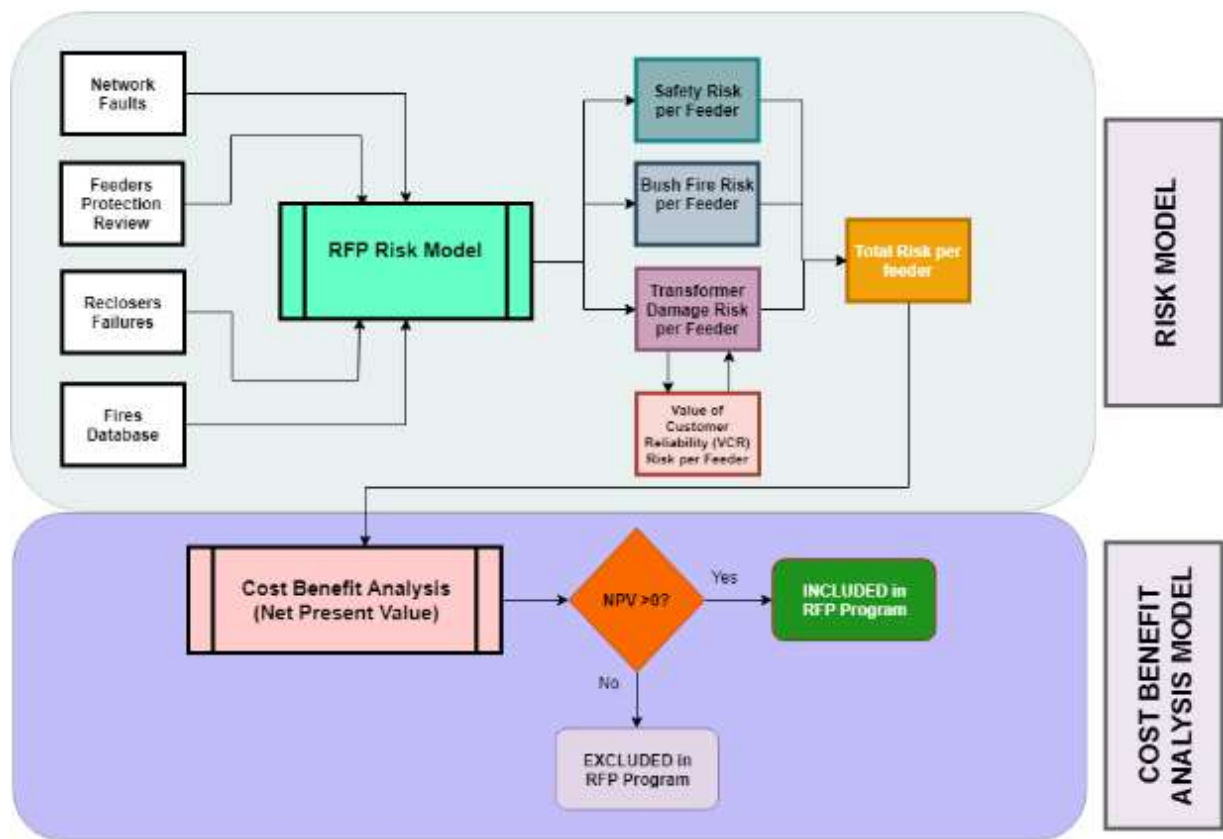 Network
Faults
Feeders
Protection
Review
Reclosers
Failures
Fires
Database
RFP Risk Model
Safety Risk
per Feeder
Bush Fire Risk
per Feeder
Transformer
Damage Risk
per Feeder
Value of
Customer
Reliability (VCR)
Risk per Feeder
Total Risk per
feeder
RISK MODEL
Cost Benefit Analysis
(Net Present Value)
NPV >0?
Yes
INCLUDED in
RFP Program
No
EXCLUDED in
RFP Program
COST BENEFIT
ANALYSIS MODEL